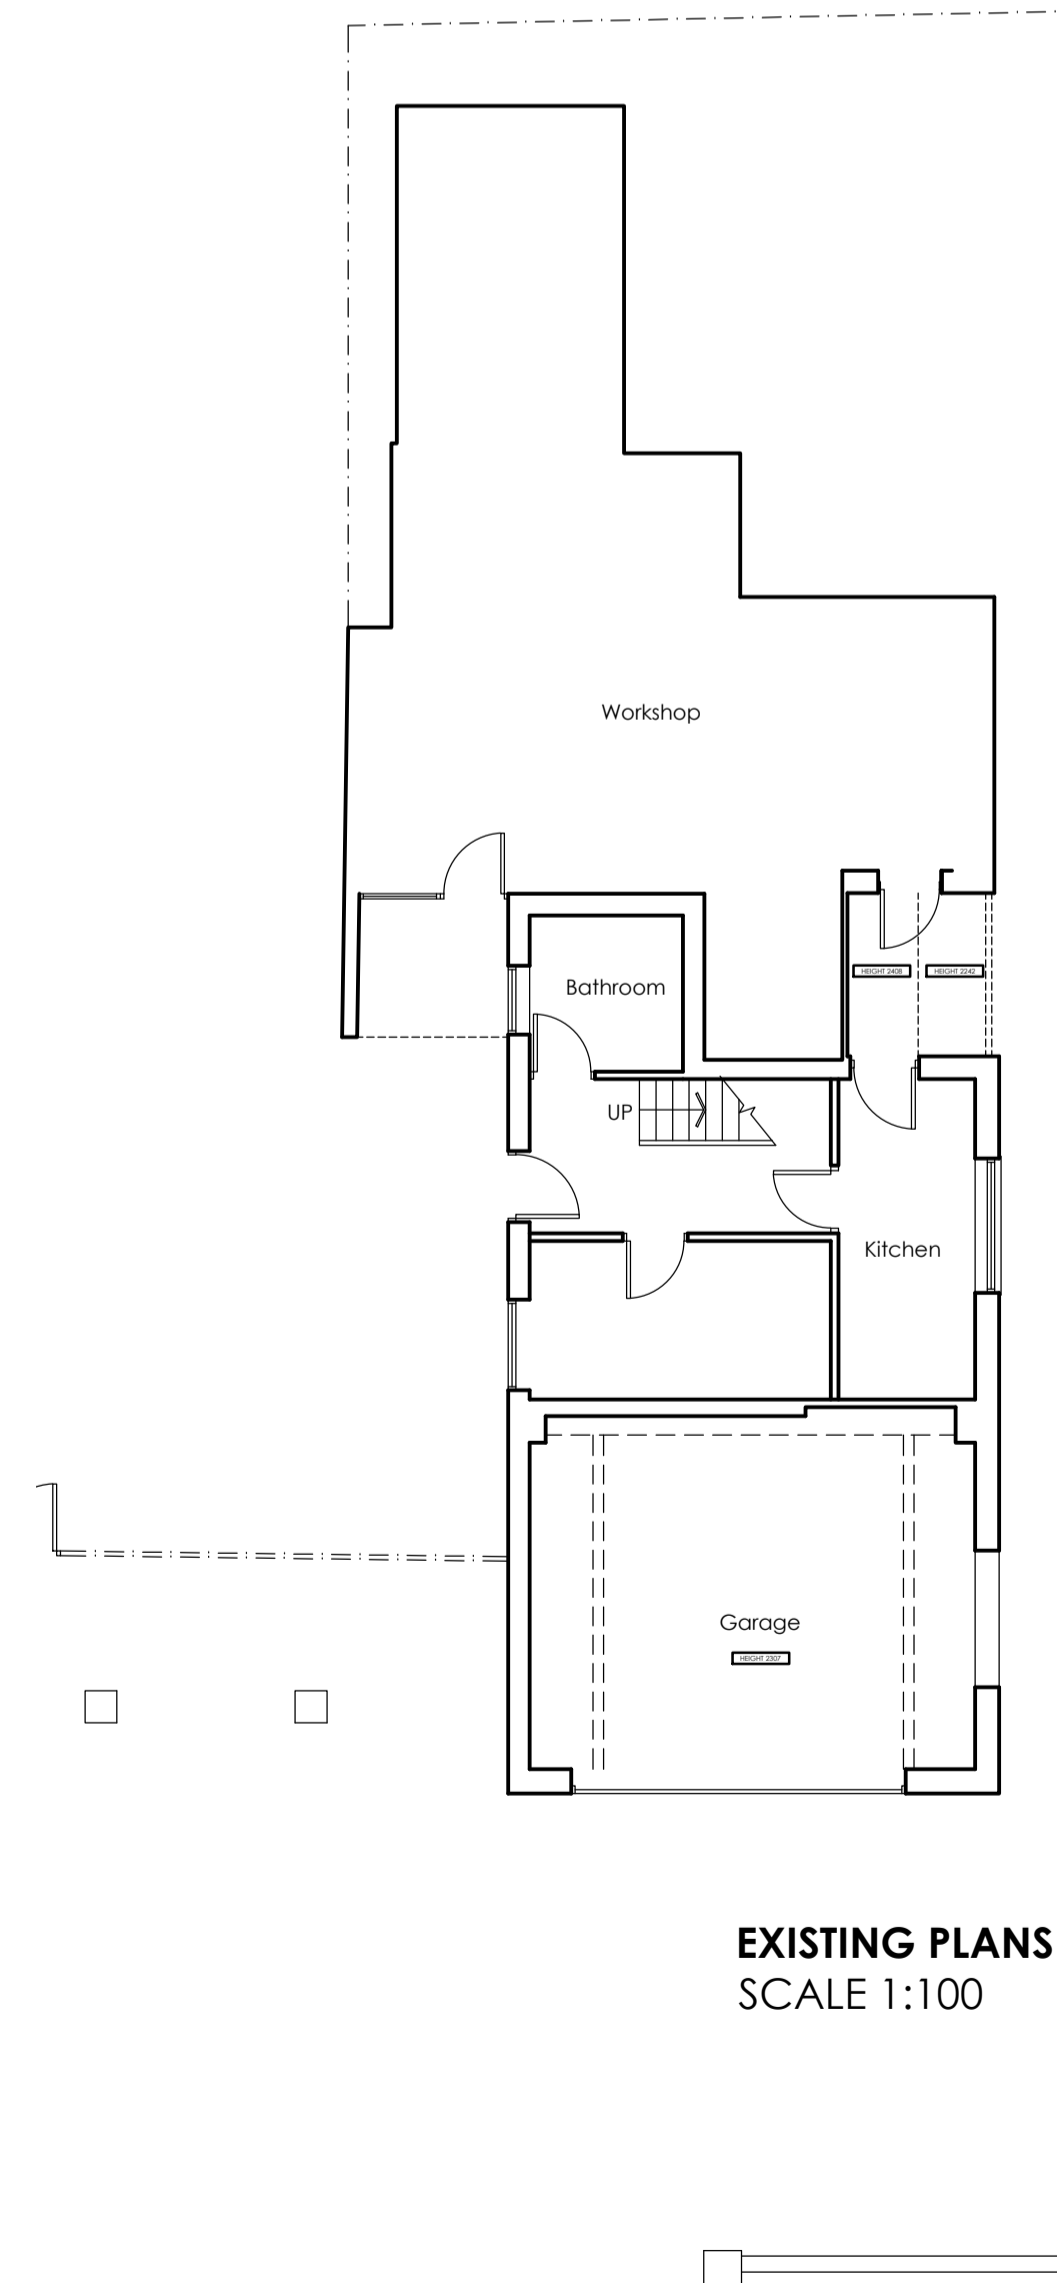 Workshop
HEIGHT 2408
HEIGHT 2242
Bathroom
UP
Kitchen
Garage
HEIGHT 2307
EXISTING PLANS
SCALE 1:100